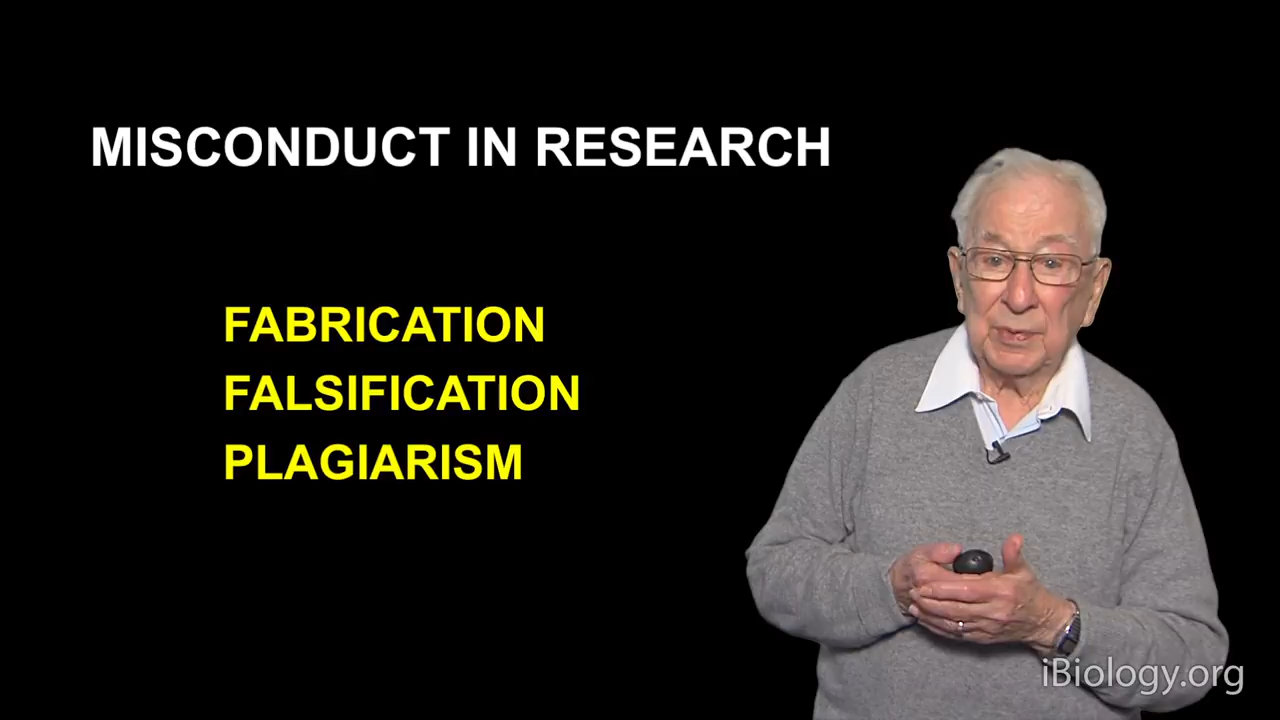 MISCONDUCT IN RESEARCH
FABRICATION
FALSIFICATION
PLAGIARISM
iBiology.org